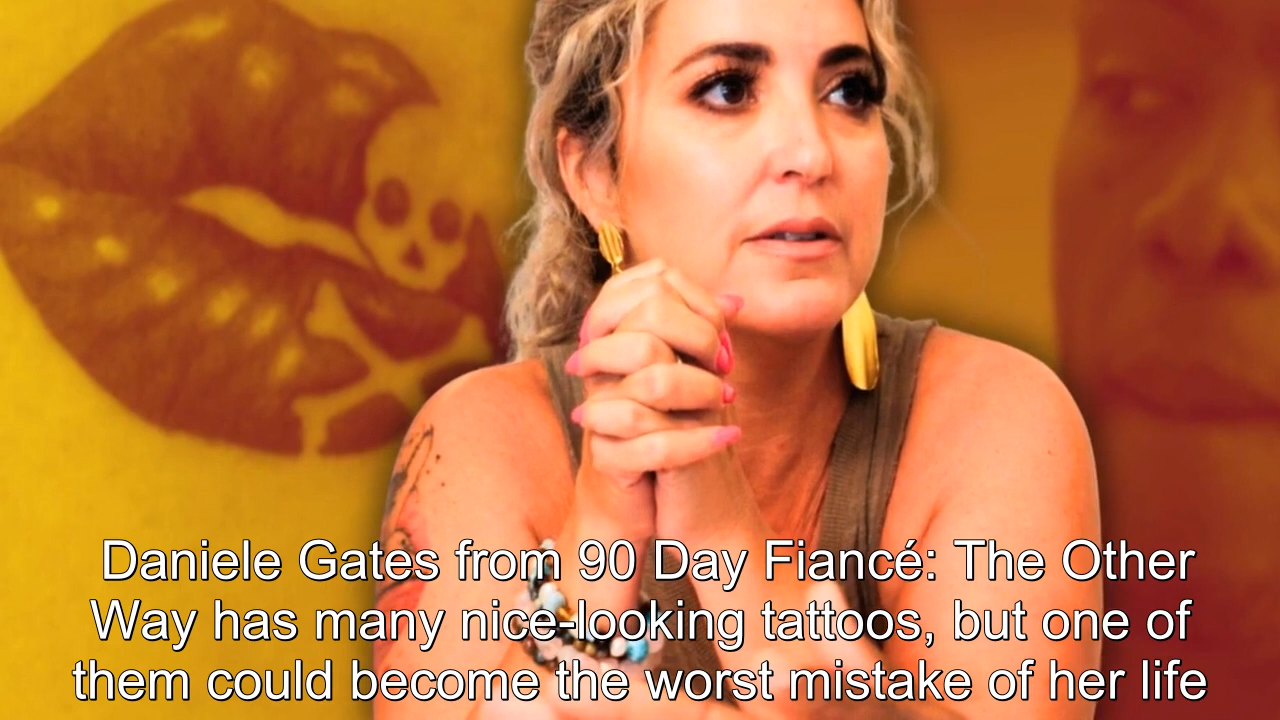 Daniele Gates from 90 Day Fiancé: The Other
Way has many nice-looking tattoos, but one of
them could become the worst mistake of her life